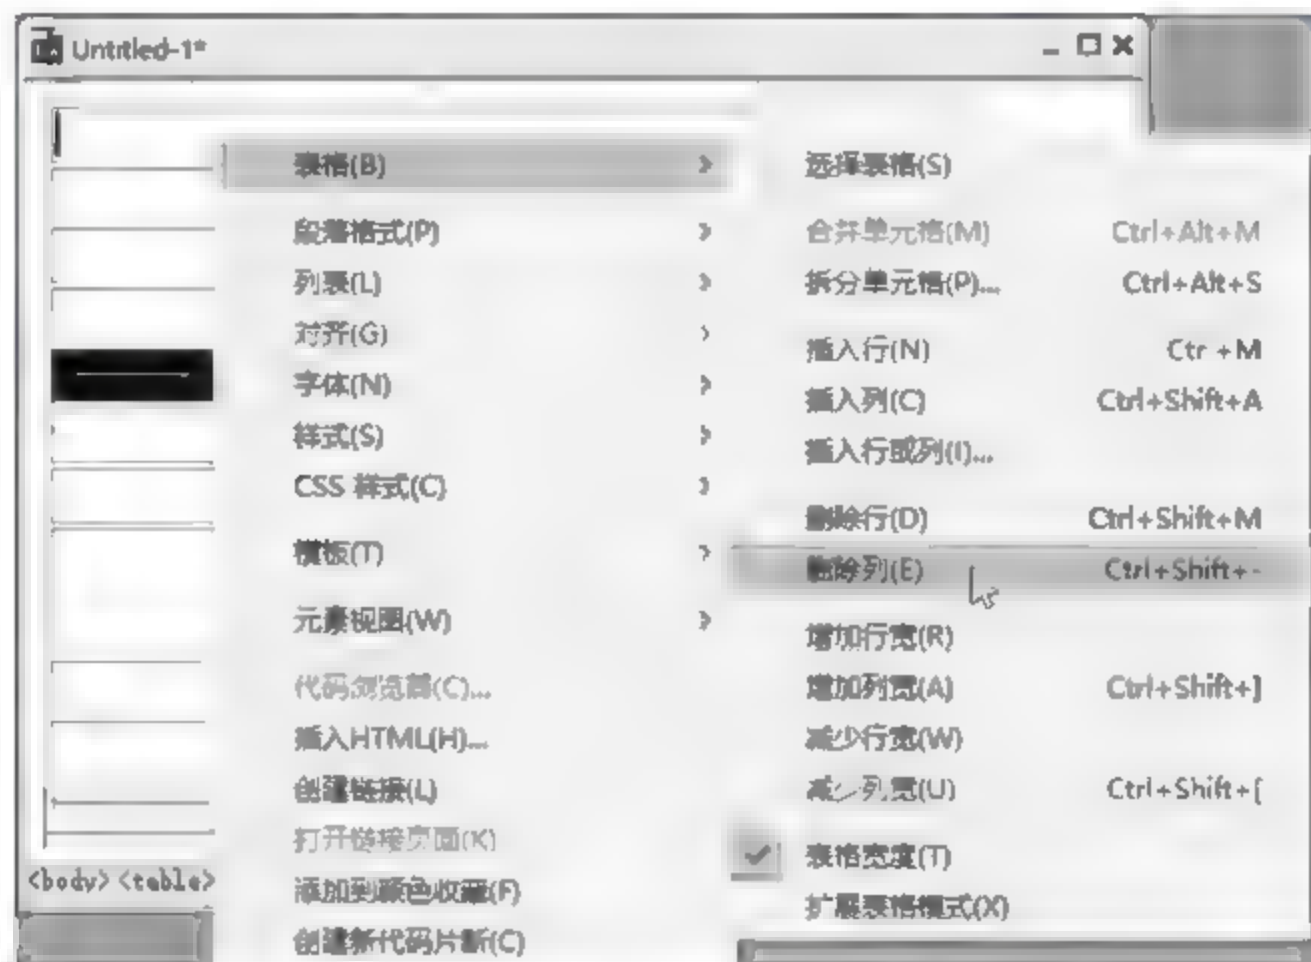 Untitled-1*
表格(B)
段落格式(P)
列表(L)
对齐(G)
字体(N)
样式(S)
CSS 样式(C)
模板(T)
元素视图(W)
代码浏览器(C)...
插入HTML(H)...
创建链接(L)
打开链接页面(K)
添加到颜色收藏(F)
创建新代码片断(C)
选择表格(S)
合并单元格(M) Ctrl+Alt+M
拆分单元格(P)... Ctrl+Alt+S
插入行(N) Ctrl+M
插入列(C) Ctrl+Shift+A
插入行或列(I)...
删除行(D) Ctrl+Shift+M
删除列(E) Ctrl+Shift+-
增加行宽(R)
增加列宽(A) Ctrl+Shift+]
减少行宽(W)
减少列宽(U) Ctrl+Shift+[
表格宽度(T)
扩展表格模式(X)
<body> <table>